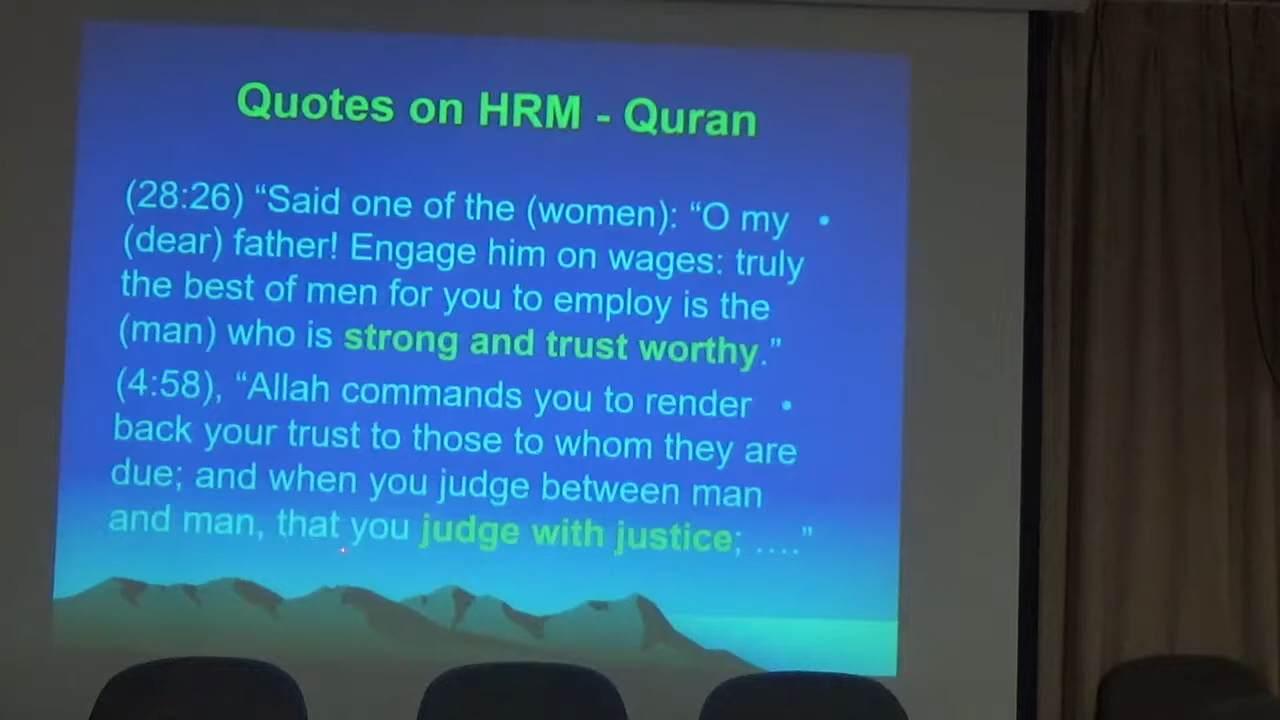 Quotes on HRM - Quran
(28:26) “Said one of the (women): “O my •
(dear) father! Engage him on wages: truly
the best of men for you to employ is the
(man) who is strong and trust worthy.”
(4:58), “Allah commands you to render •
back your trust to those to whom they are
due; and when you judge between man
and man, that you judge with justice; ....”